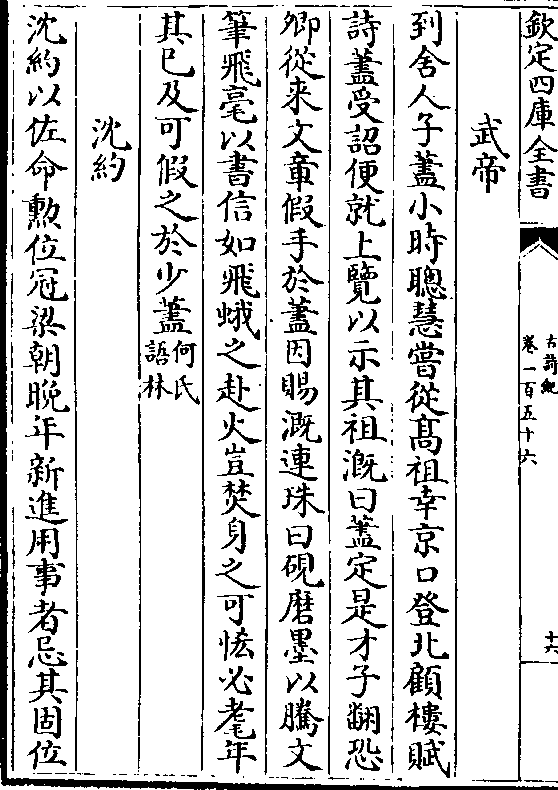 欽定四庫全書
古詩紀
卷一百五十六
十六
武帝
到舍人子藎小時聰慧嘗從髙祖幸京口登北顧樓賦
詩藎受詔便就上覽以示其祖溉曰藎定是才子翻恐
卿從来文章假手於藎因賜溉連珠曰硯磨墨以騰文
筆飛毫以書信如飛蛾之赴火豈焚身之可恡必耄年
其已及可假之於少藎何氏
語林
沈約
沈約以佐命勲位冠梁朝晚年新進用事者忌其固位